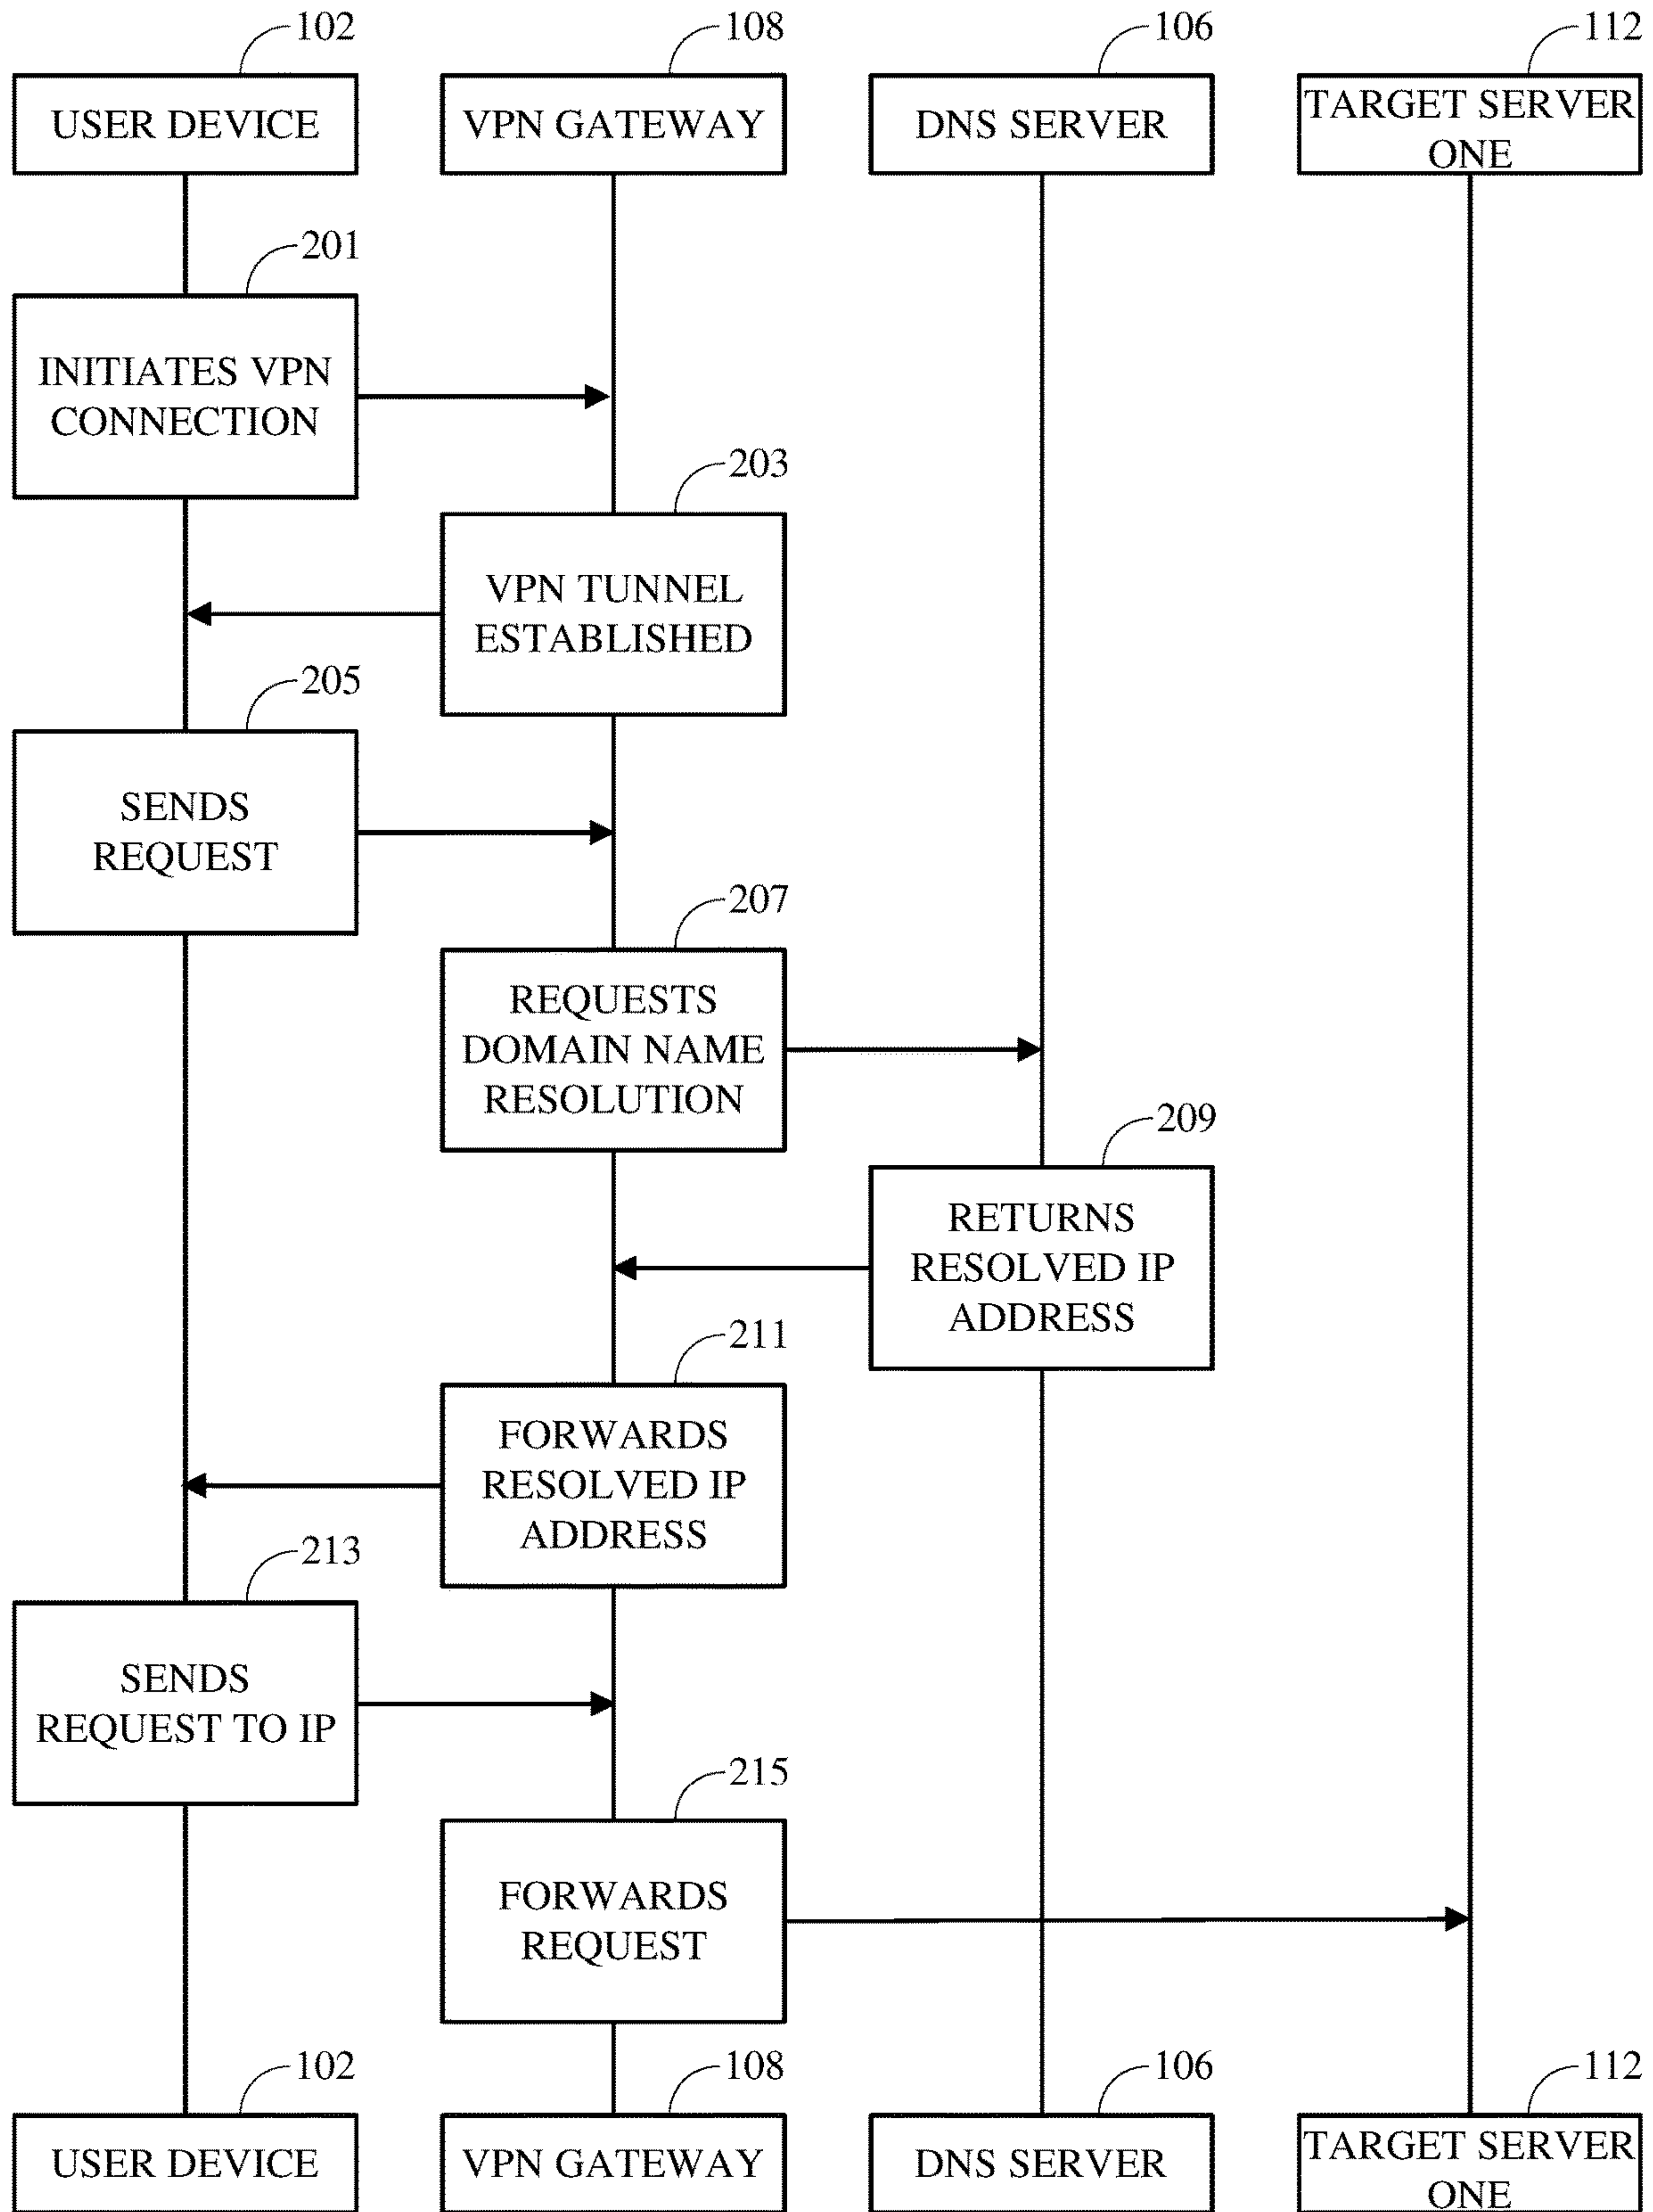 102
108
106
112
USER DEVICE
VPN GATEWAY
DNS SERVER
TARGET SERVER
ONE
201
INITIATES VPN
CONNECTION
203
VPN TUNNEL
ESTABLISHED
205
SENDS
REQUEST
207
REQUESTS
DOMAIN NAME
RESOLUTION
209
RETURNS
RESOLVED IP
ADDRESS
211
FORWARDS
RESOLVED IP
ADDRESS
213
SENDS
REQUEST TO IP
215
FORWARDS
REQUEST
102
108
106
112
USER DEVICE
VPN GATEWAY
DNS SERVER
TARGET SERVER
ONE